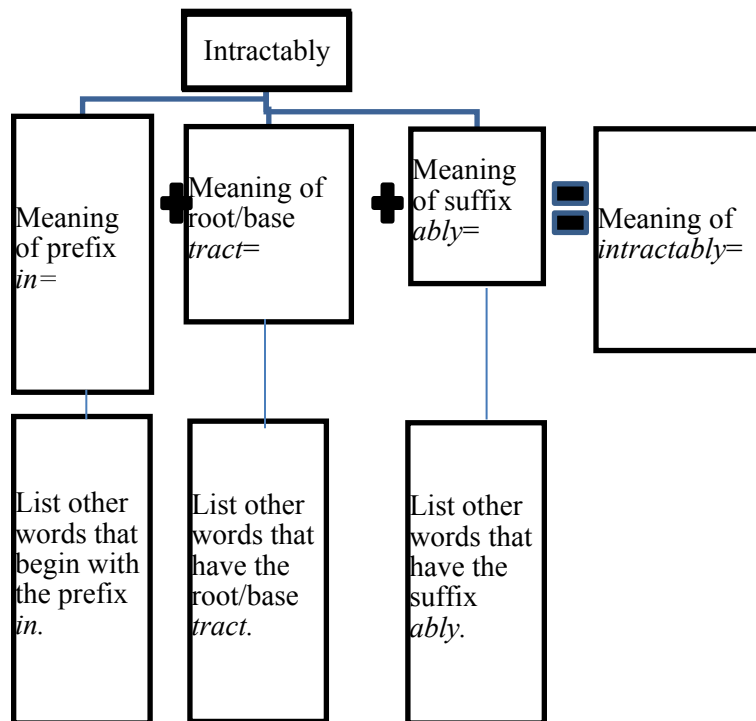 Intractably
Meaning
of prefix
in=
Meaning of
root/base
tract=
Meaning
of suffix
ably=
Meaning of
intractably=
List other
words that
begin with
the prefix
in.
List other
words that
have the
root/base
tract.
List other
words that
have the
suffix
ably.